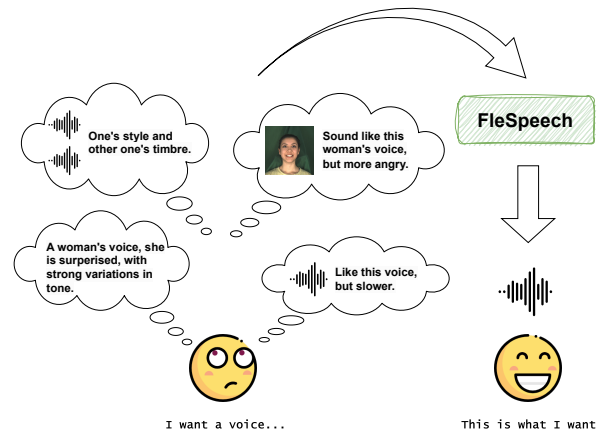 One's style and
other one's timbre.
Sound like this
woman's voice,
but more angry.
FleSpeech
A woman's voice, she
is surperised, with
strong variations in
tone.
Like this voice,
but slower.
I want a voice...
This is what I want